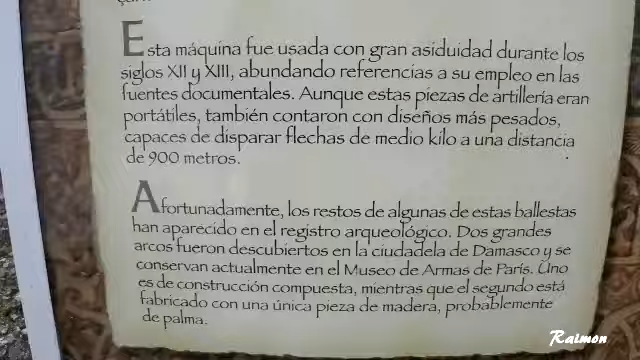 Esta máquina fue usada con gran asiduidad durante los
siglos XII y XIII, abundando referencias a su empleo en las
fuentes documentales. Aunque estas piezas de artillería eran
portátiles, también contaron con diseños más pesados,
capaces de disparar flechas de medio kilo a una distancia
de 900 metros.
Afortunadamente, los restos de algunas de estas ballestas
han aparecido en el registro arqueológico. Dos grandes
arcos fueron descubiertos en la ciudadela de Damasco y se
conservan actualmente en el Museo de Armas de París. Uno
es de construcción compuesta, mientras que el segundo está
fabricado con una única pieza de madera, probablemente
de palma.
Raimon